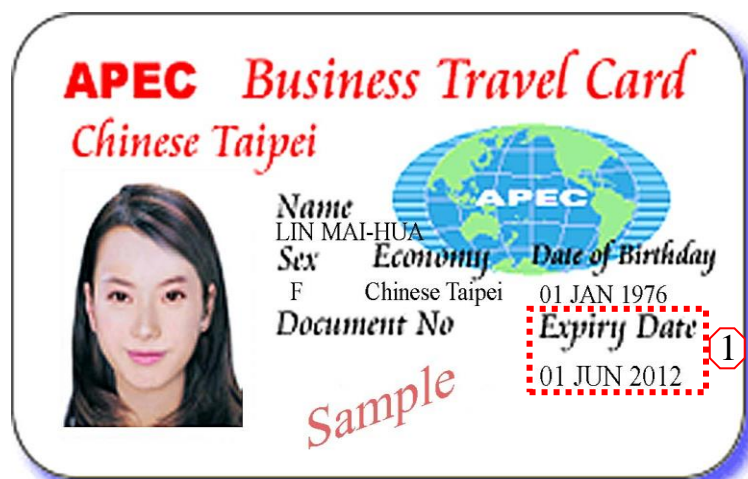 APEC Business Travel Card
Chinese Taipei
APEC
Name
LIN MAI-HUA
Sex Economy Date of Birthday
F Chinese Taipei 01 JAN 1976
Document No Expiry Date
1
01 JUN 2012
Sample